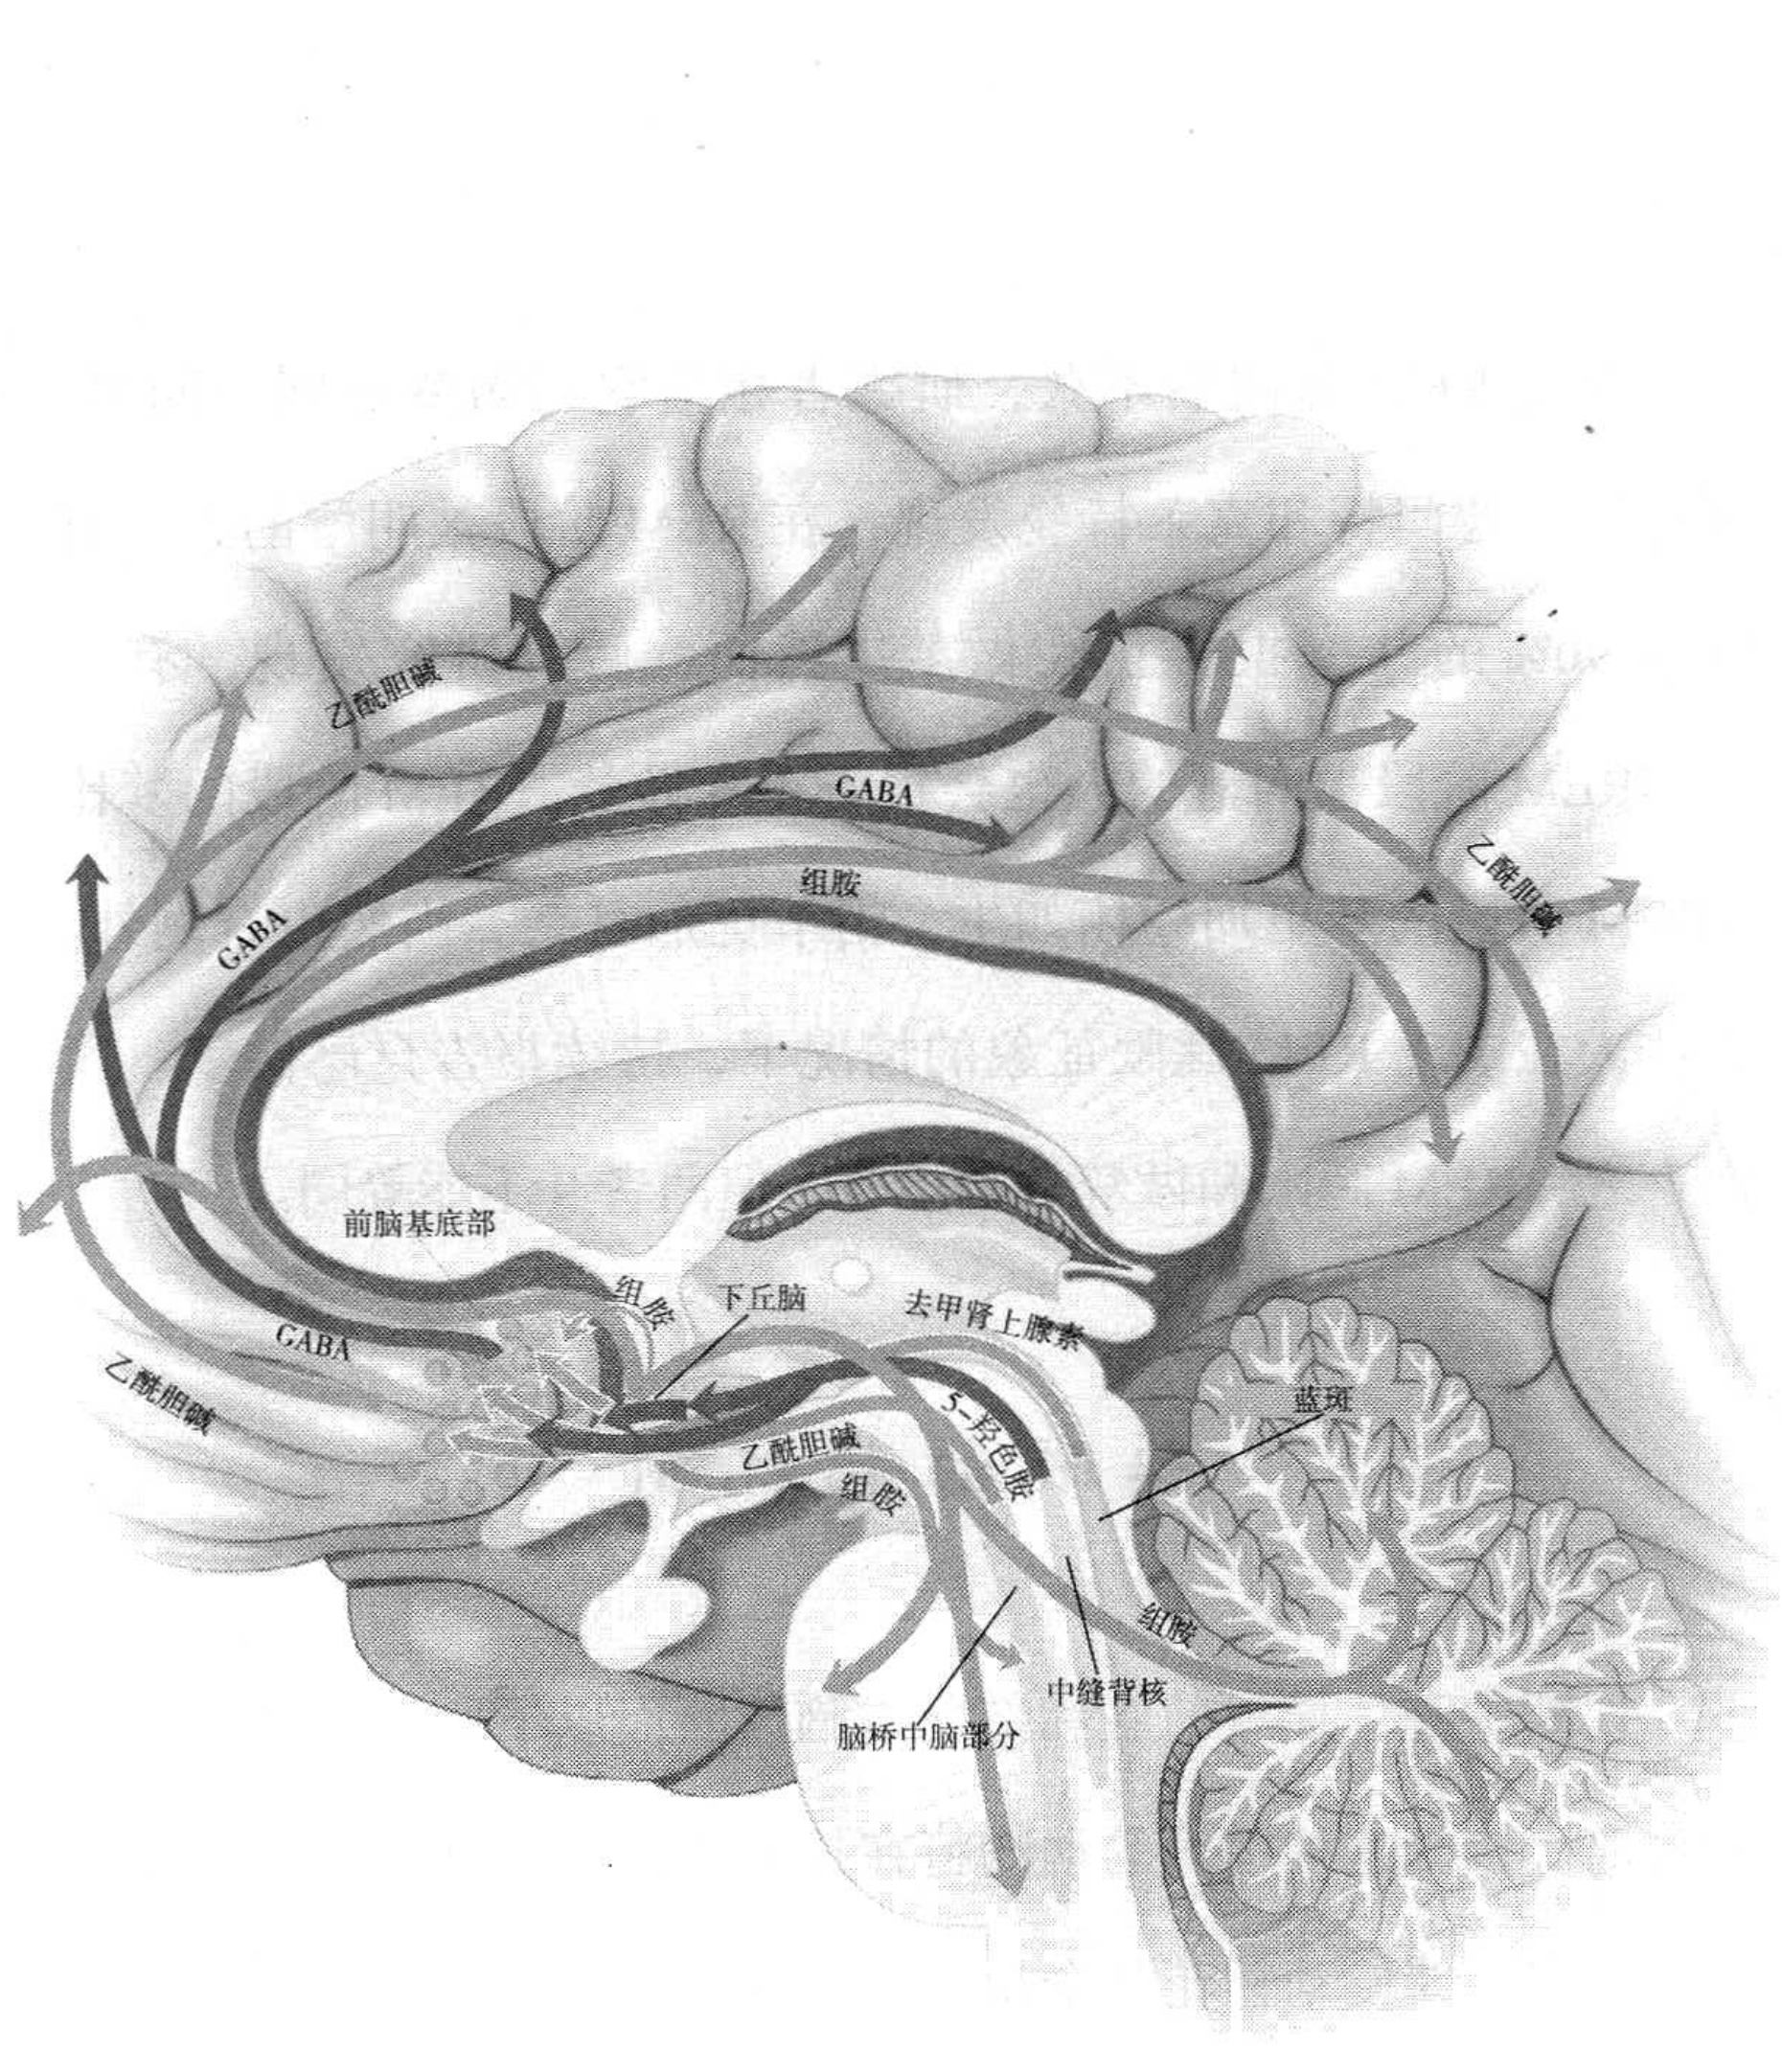 乙酰胆碱
GABA
组胺
乙酰胆碱
GABA
前脑基底部
组胺
下丘脑
去甲肾上腺素
GABA
乙酰胆碱
蓝斑
5-羟色胺
乙酰胆碱
组胺
组胺
中缝背核
脑桥中脑部分